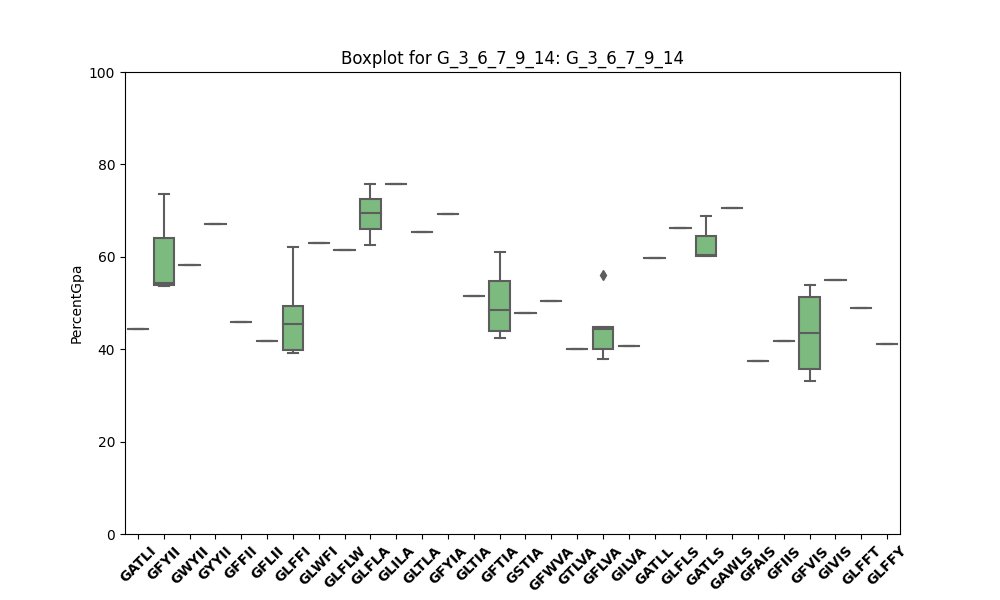 Boxplot for G_3_6_7_9_14: G_3_6_7_9_14
100
80
60
40
20
0
PercentGpa
GATLI GFYII GWYII GYYII GFFII GFLII GLFFI GLWFI GLFLW GLFLA GLILA GLTLA GFYIA GLTIA GFTIA GSTIA GFWVA GTLVA GFLVA GILVA GATLL GLFLS GATLS GAWLS GFAIS GFIIS GFVIS GIVIS GLFFT GLFFY